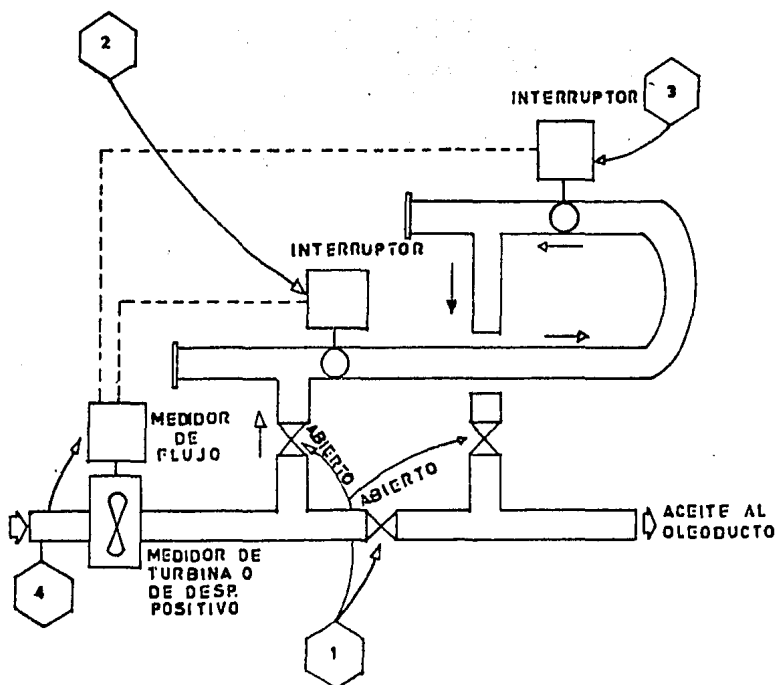 2
INTERRUPTOR
3
INTERRUPTOR
MEDIDOR
DE
FLUJO
ABIERTO
ABIERTO
ACEITE AL
OLEODUCTO
MEDIDOR DE
TURBINA O
DE DESP.
POSITIVO
4
1